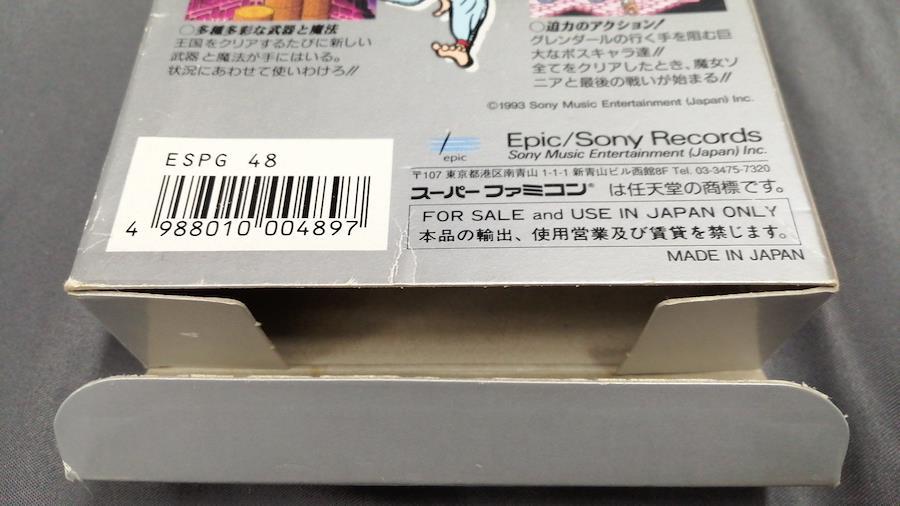 ○多種多彩な武器と魔法
王国をクリアするたびに新しい
武器と魔法が手にはいる。
状況にあわせて使いわけろ!!
○迫力のアクション!
グレンダールの行く手を阻む巨
大なボスキャラ達!!
全てをクリアしたとき、魔女ソ
ニアと最後の戦いが始まる!!
©1993 Sony Music Entertainment (Japan) Inc.
ESPG 48
4 988010 004897
epic
Epic/Sony Records
Sony Music Entertainment (Japan) Inc.
〒107 東京都港区南青山 1-1-1 新青山ビル西館8F Tel. 03-3475-7320
スーパーファミコン® は任天堂の商標です。
FOR SALE and USE IN JAPAN ONLY
本品の輸出、使用営業及び賃貸を禁じます。
MADE IN JAPAN